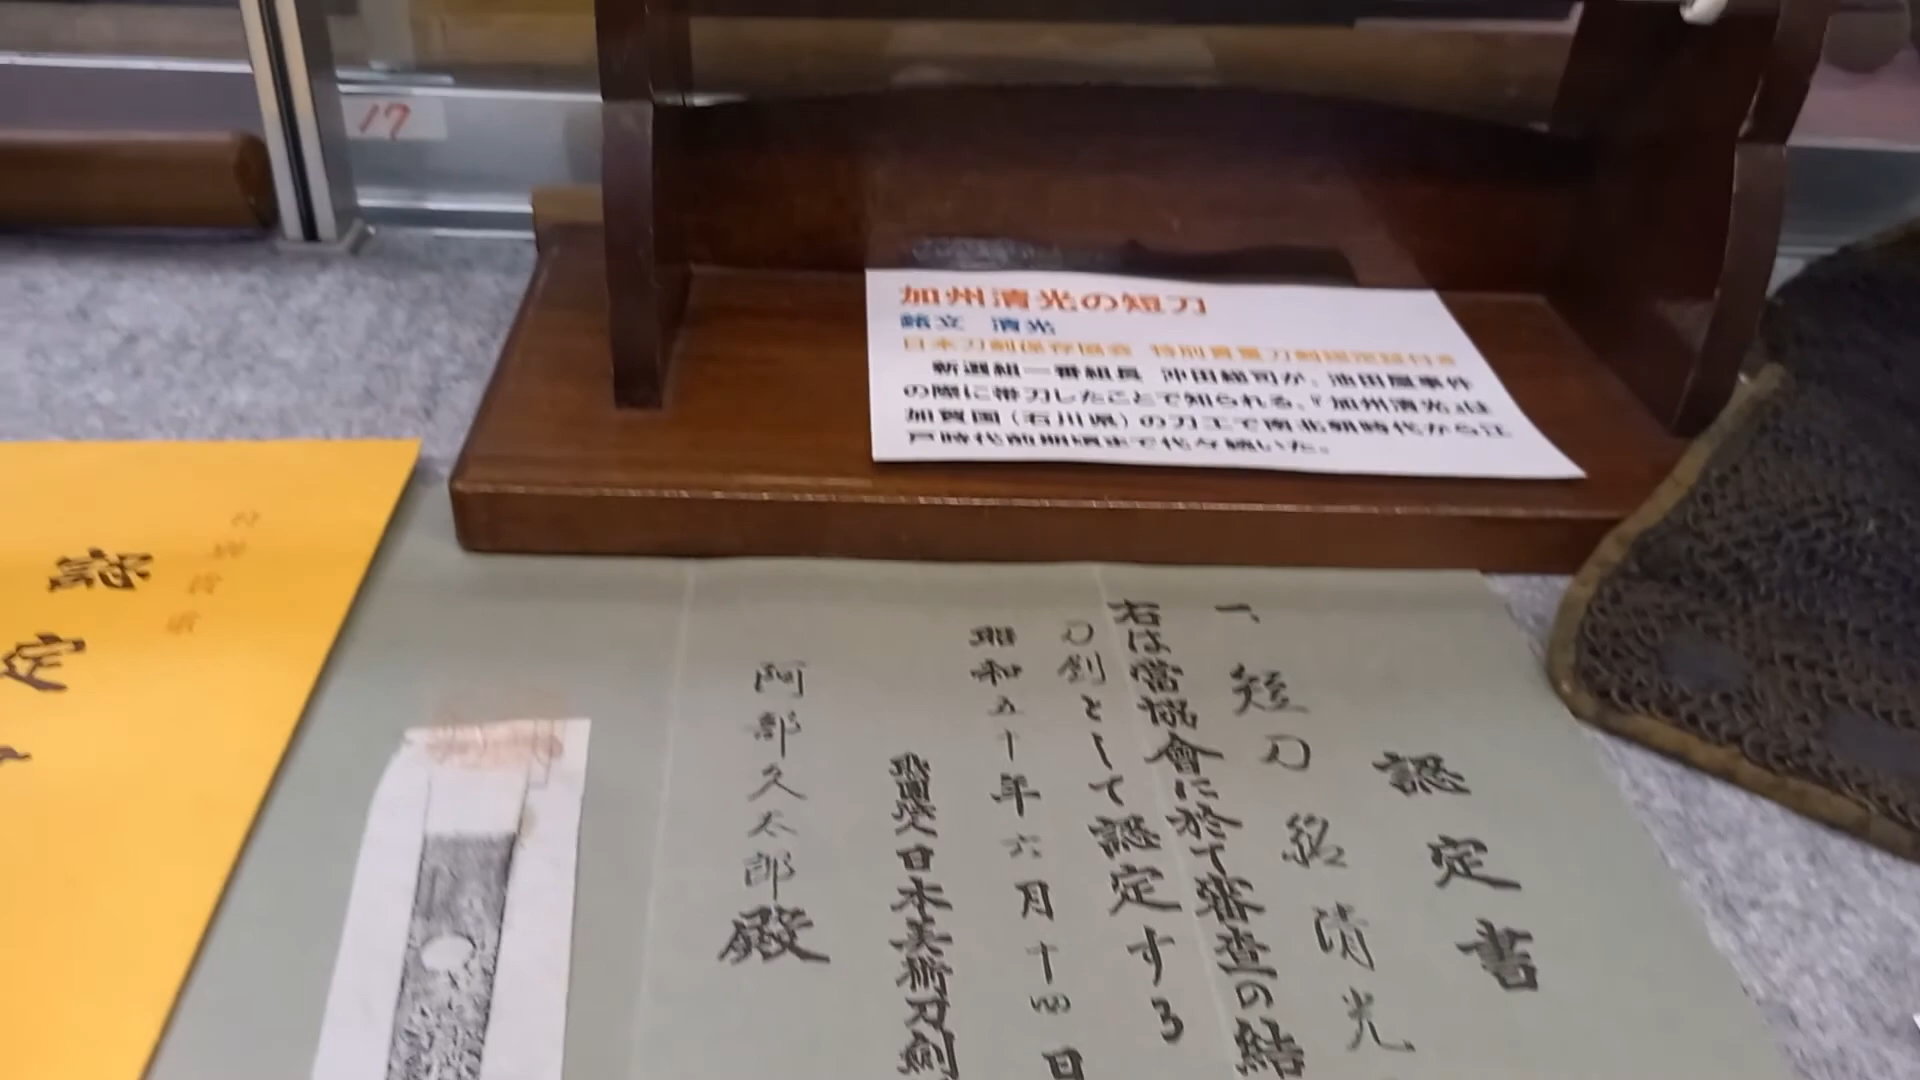 17
加州清光の短刀
銘文 清光
日本刀剣保存協会 特別貴重刀剣認定証付き
新選組一番組長 沖田総司が、池田屋事件
の際に帯刀したことで知られる、『加州清光』は
加賀国（石川県）の刀工で南北朝時代から江
戸時代前期頃まで代々続いた。
認定書
一、短刀 銘 清光
右は當協會に於て審査の結
刀剣として認定する
昭和五十年六月十四日
日本美術刀劍
阿部久太郎殿
認定